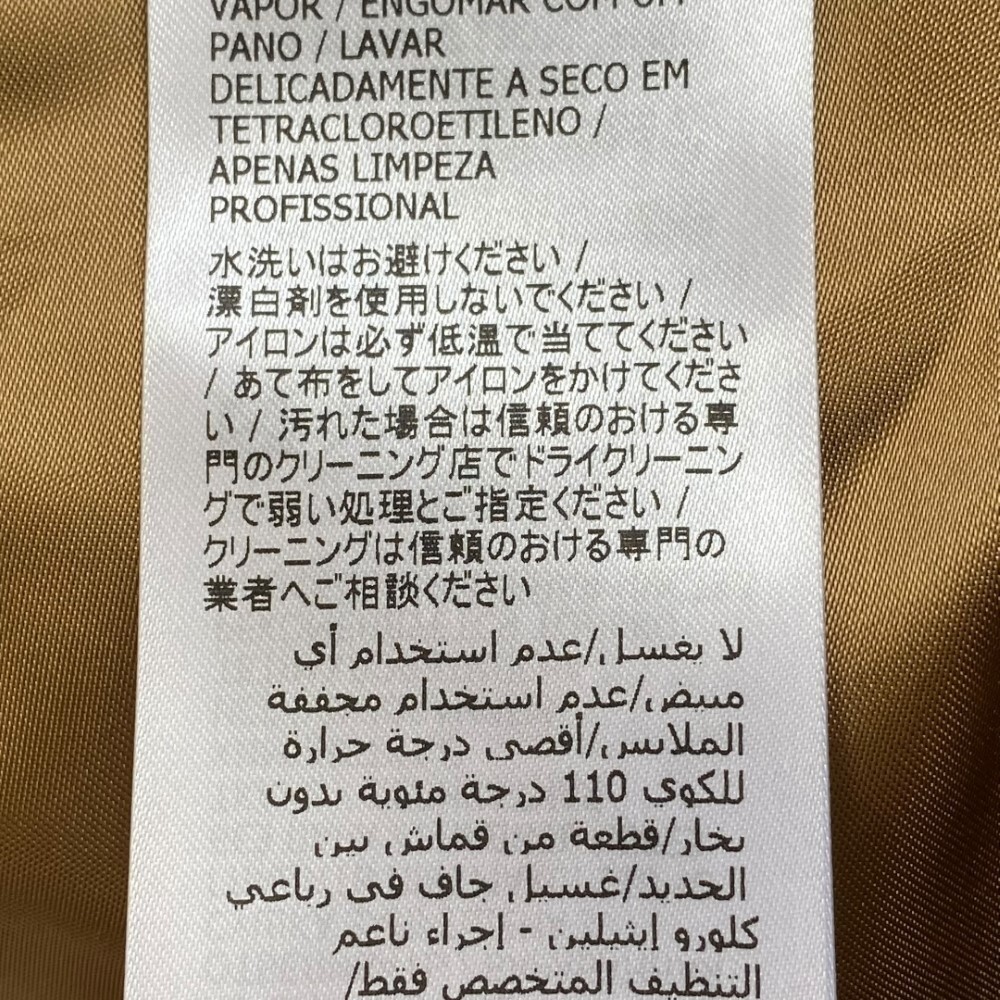 VAPOR / ENGOMAR COM UM
PANO / LAVAR
DELICADAMENTE A SECO EM
TETRACLOROETILENO /
APENAS LIMPEZA
PROFISSIONAL
水洗いはお避けください /
漂白剤を使用しないでください /
アイロンは必ず低温で当ててください
/ あて布をしてアイロンをかけてくださ
い / 汚れた場合は信頼のおける専
門のクリーニング店でドライクリーニン
グで弱い処理とご指定ください /
クリーニングは信頼のおける専門の
業者へご相談ください
لا يغسل/عدم استخدام أي
مبيض/عدم استخدام مجففة
الملابس/أقصى درجة حرارة
للكوي 110 درجة مئوية بدون
بخار/قطعة من قماش بين
الحديد/غسيل جاف في رباعي
كلورو إيثيلين - إجراء ناعم
التنظيف المتخصص فقط/